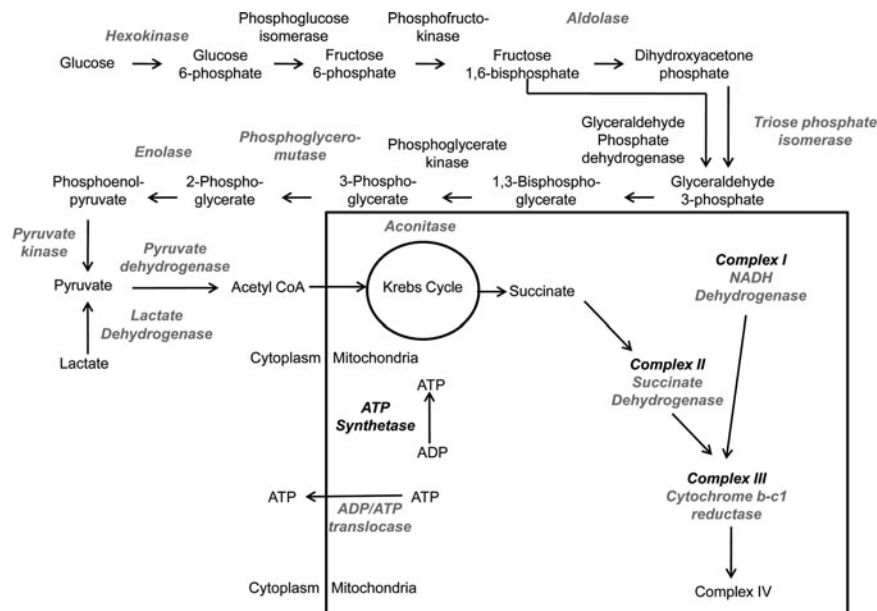 Hexokinase
Phosphoglucose
isomerase
Phosphofructo-
kinase
Aldolase
Glucose
Glucose
6-phosphate
Fructose
6-phosphate
Fructose
1,6-bisphosphate
Dihydroxyacetone
phosphate
Glyceraldehyde
Phosphate
dehydrogenase
Triose phosphate
isomerase
Enolase
Phosphoglycero-
mutase
Phosphoglycerate
kinase
Phosphoenol-
pyruvate
2-Phospho-
glycerate
3-Phospho-
glycerate
1,3-Bisphospho-
glycerate
Glyceraldehyde
3-phosphate
Pyruvate
kinase
Pyruvate
dehydrogenase
Aconitase
Pyruvate
Acetyl CoA
Krebs Cycle
Succinate
Complex I
NADH
Dehydrogenase
Lactate
Dehydrogenase
Lactate
Cytoplasm
Mitochondria
Complex II
Succinate
Dehydrogenase
ATP
ATP
Synthetase
ADP
Complex III
Cytochrome b-c1
reductase
ATP
ATP
ADP/ATP
translocase
Cytoplasm
Mitochondria
Complex IV